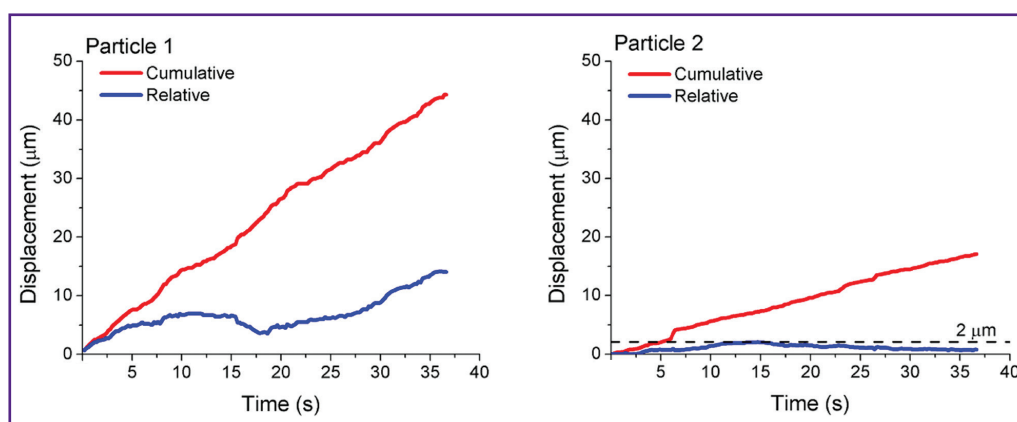 Particle 1
Cumulative
Relative
Displacement (μm)
50
40
30
20
10
0
5 10 15 20 25 30 35 40
Time (s)
Particle 2
Cumulative
Relative
Displacement (μm)
50
40
30
20
10
0
2 μm
5 10 15 20 25 30 35 40
Time (s)